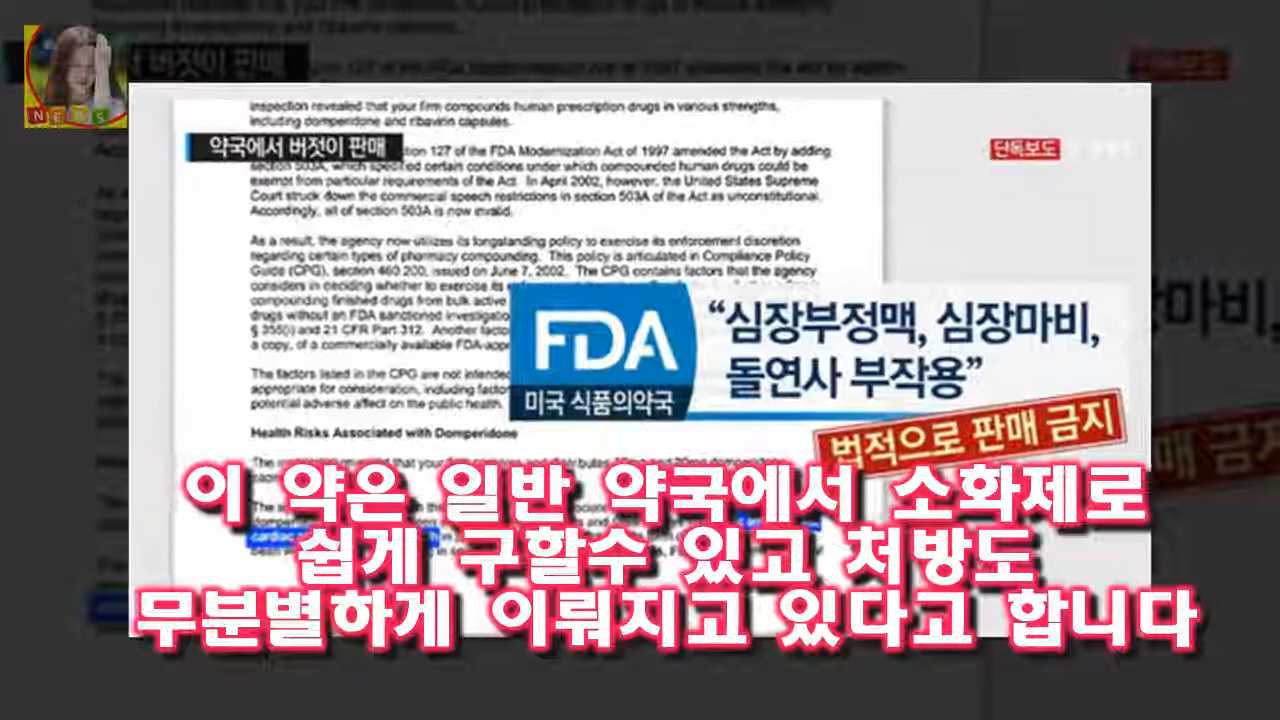 버젓이 판매
NEWS
inspection revealed that your firm compounds human prescription drugs in various strengths,
including domperidone and ribavirin capsules.
약국에서 버젓이 판매
단독보도
tion 127 of the FDA Modernization Act of 1997 amended the Act by adding
section 503A, which specified certain conditions under which compounded human drugs could be
exempt from particular requirements of the Act. In April 2002, however, the United States Supreme
Court struck down the commercial speech restrictions in section 503A of the Act as unconstitutional.
Accordingly, all of section 503A is now invalid.
As a result, the agency now utilizes its longstanding policy to exercise its enforcement discretion
regarding certain types of pharmacy compounding. This policy is articulated in Compliance Policy
Guide (CPG), section 460.200, issued on June 7, 2002. The CPG contains factors that the agency
considers in deciding whether to exercise its
compounding finished drugs from bulk active
drugs without an FDA sanctioned investigatio
§ 355(i) and 21 CFR Part 312. Another facto
a copy, of a commercially available FDA-app
The factors listed in the CPG are not intended
appropriate for consideration, including factor
potential adverse affect on the public health.
FDA
미국 식품의약국
“심장부정맥, 심장마비,
돌연사 부작용”
법적으로 판매 금지
Health Risks Associated with Domperidone
이 약은 일반 약국에서 소화제로
쉽게 구할수 있고 처방도
무분별하게 이뤄지고 있다고 합니다